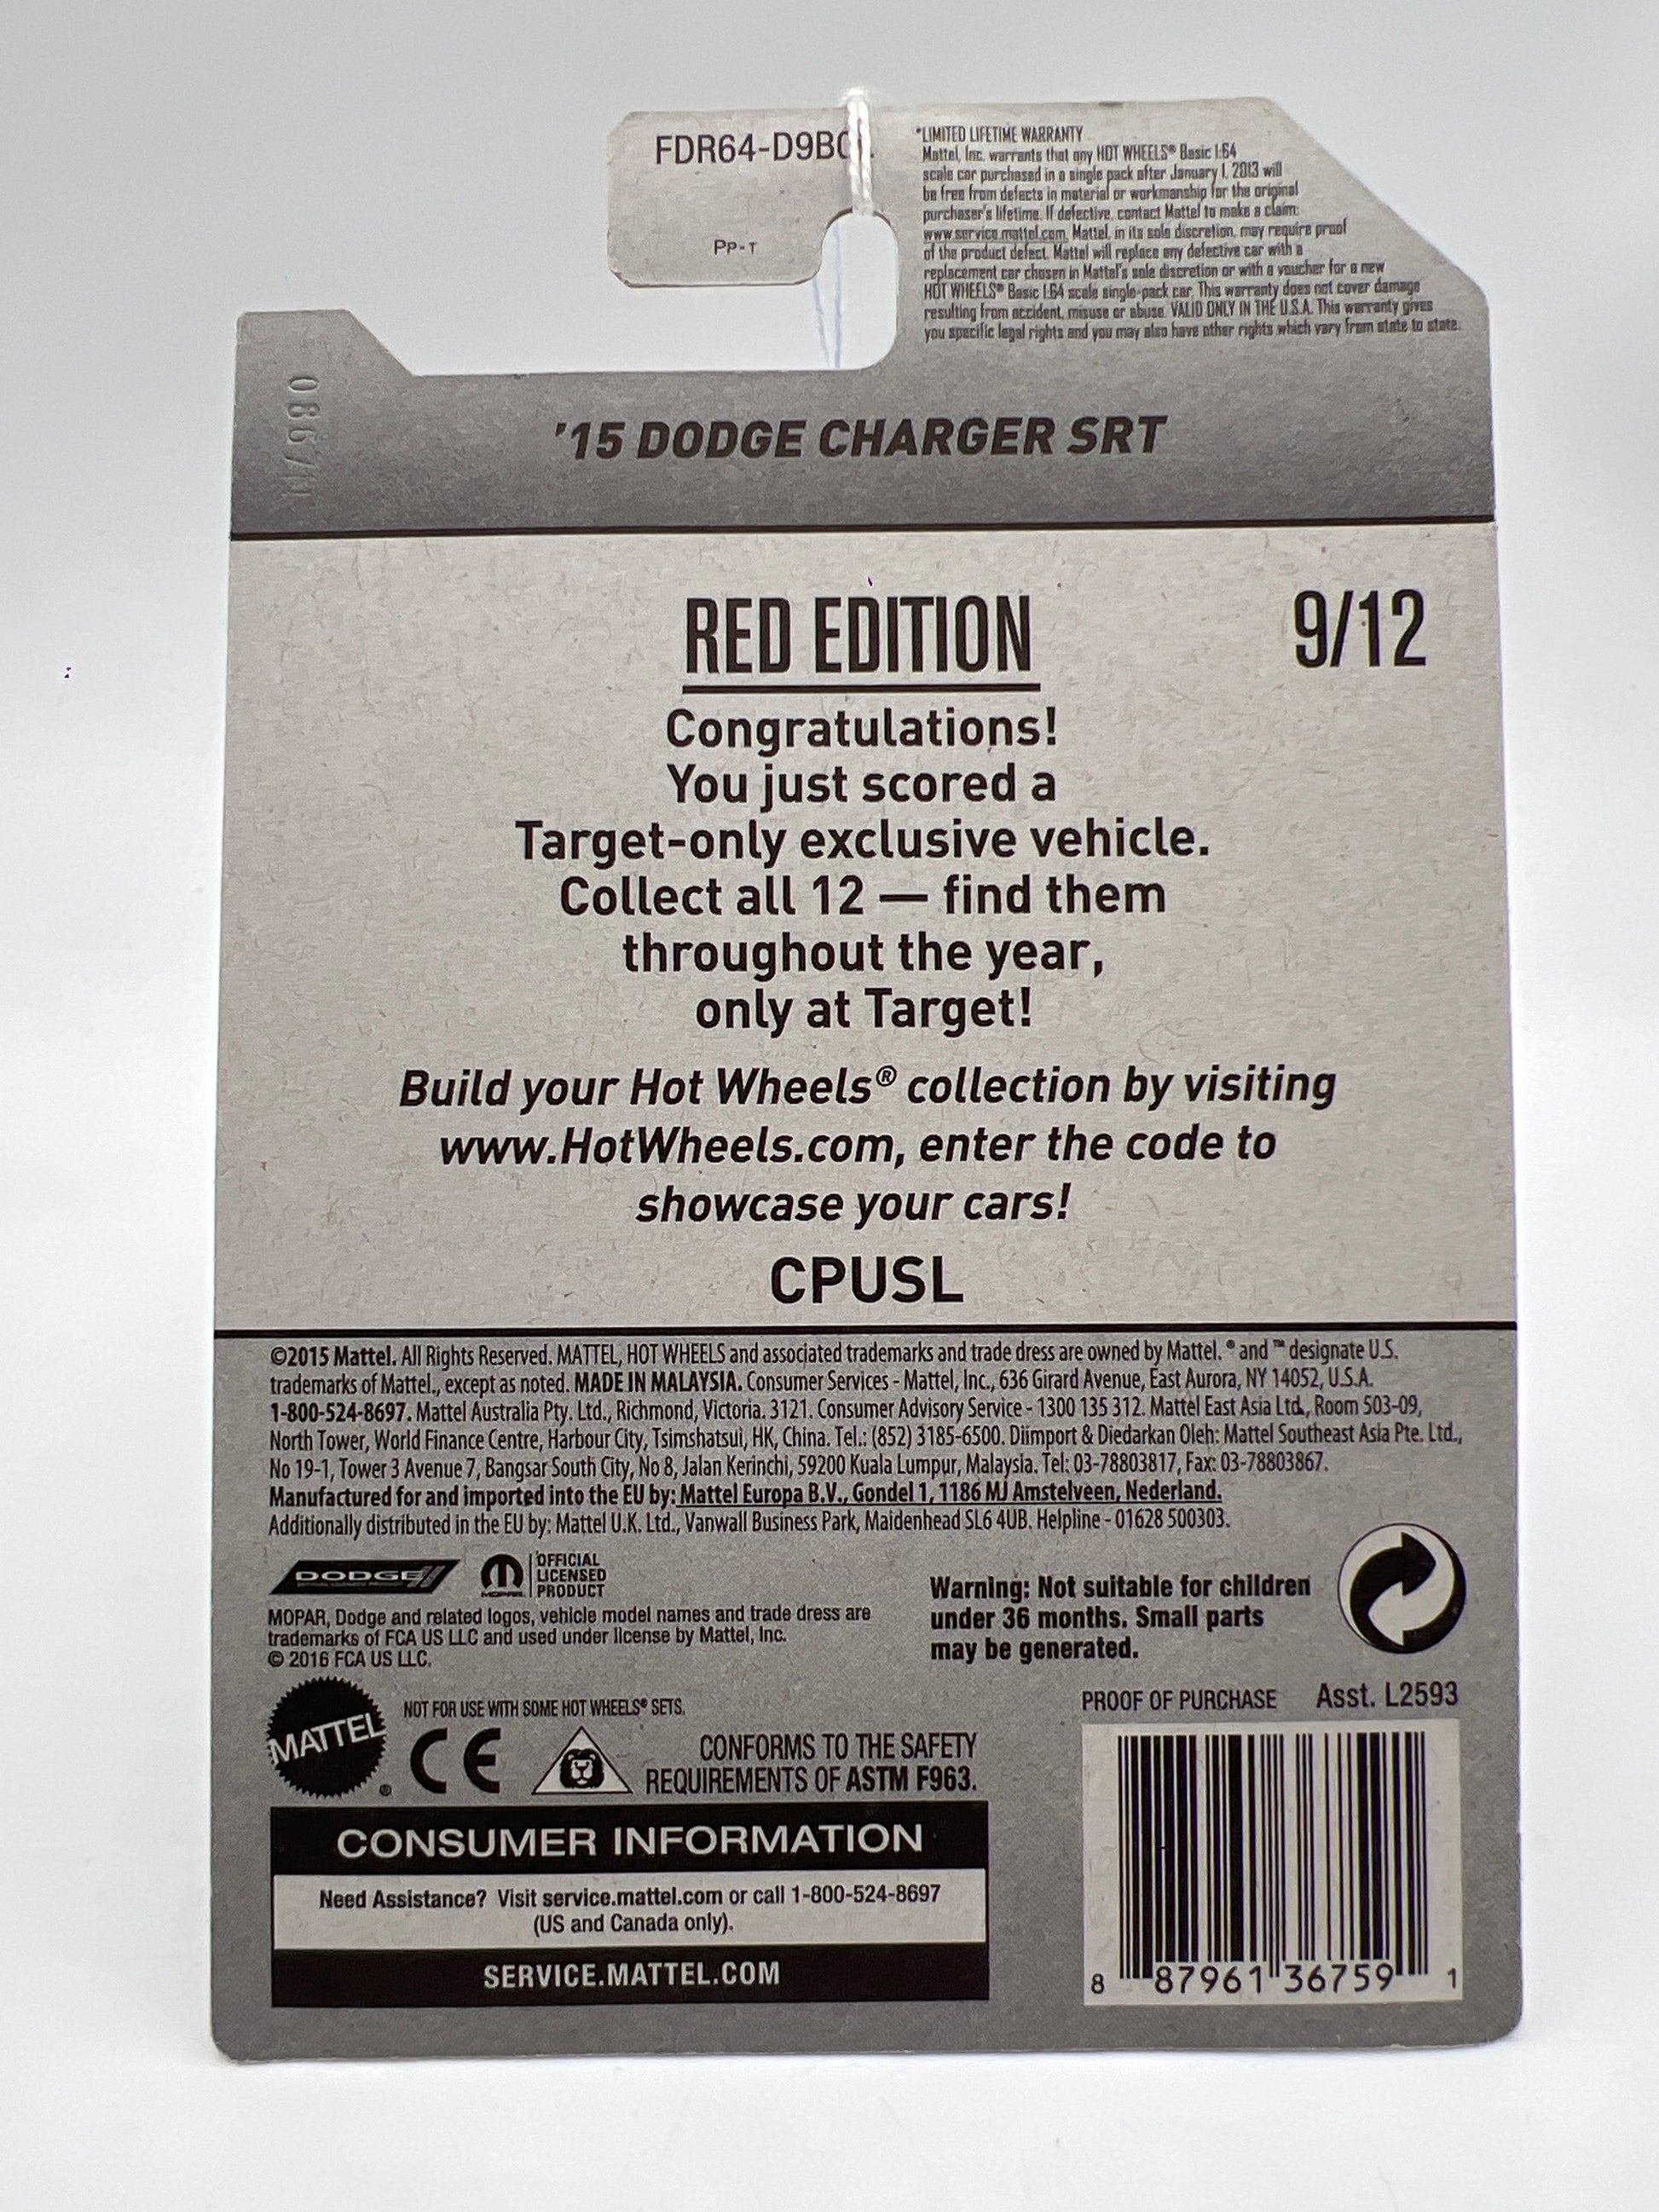 FDR64-D9B
PP-T
*LIMITED LIFETIME WARRANTY
Mattel, Inc. warrants that any HOT WHEELS® Basic 1:64
scale car purchased in a single pack after January 1, 2013 will
be free from defects in material or workmanship for the original
purchaser's lifetime. If defective, contact Mattel to make a claim:
www.service.mattel.com. Mattel, in its sole discretion, may require proof
of the product defect. Mattel will replace any defective car with a
replacement car chosen in Mattel's sole discretion or with a voucher for a new
HOT WHEELS® Basic 1:64 scale single-pack car. This warranty does not cover damage
resulting from accident, misuse or abuse. VALID ONLY IN THE U.S.A. This warranty gives
you specific legal rights and you may also have other rights which vary from state to state.
'15 DODGE CHARGER SRT
RED EDITION
9/12
Congratulations!
You just scored a
Target-only exclusive vehicle.
Collect all 12 — find them
throughout the year,
only at Target!
Build your Hot Wheels® collection by visiting
www.HotWheels.com, enter the code to
showcase your cars!
CPUSL
©2015 Mattel. All Rights Reserved. MATTEL, HOT WHEELS and associated trademarks and trade dress are owned by Mattel. ® and ™ designate U.S.
trademarks of Mattel., except as noted. MADE IN MALAYSIA. Consumer Services - Mattel, Inc., 636 Girard Avenue, East Aurora, NY 14052, U.S.A.
1-800-524-8697. Mattel Australia Pty. Ltd., Richmond, Victoria. 3121. Consumer Advisory Service - 1300 135 312. Mattel East Asia Ltd., Room 503-09,
North Tower, World Finance Centre, Harbour City, Tsimshatsui, HK, China. Tel.: (852) 3185-6500. Diimport & Diedarkan Oleh: Mattel Southeast Asia Pte. Ltd.,
No 19-1, Tower 3 Avenue 7, Bangsar South City, No 8, Jalan Kerinchi, 59200 Kuala Lumpur, Malaysia. Tel: 03-78803817, Fax: 03-78803867.
Manufactured for and imported into the EU by: Mattel Europa B.V., Gondel 1, 1186 MJ Amstelveen, Nederland.
Additionally distributed in the EU by: Mattel U.K. Ltd., Vanwall Business Park, Maidenhead SL6 4UB. Helpline - 01628 500303.
DODGE
MOPAR
OFFICIAL
LICENSED
PRODUCT
MOPAR, Dodge and related logos, vehicle model names and trade dress are
trademarks of FCA US LLC and used under license by Mattel, Inc.
© 2016 FCA US LLC.
Warning: Not suitable for children
under 36 months. Small parts
may be generated.
MATTEL®
NOT FOR USE WITH SOME HOT WHEELS® SETS.
CE
CONFORMS TO THE SAFETY
REQUIREMENTS OF ASTM F963.
PROOF OF PURCHASE Asst. L2593
CONSUMER INFORMATION
Need Assistance? Visit service.mattel.com or call 1-800-524-8697
(US and Canada only).
SERVICE.MATTEL.COM
8 87961 36759 1